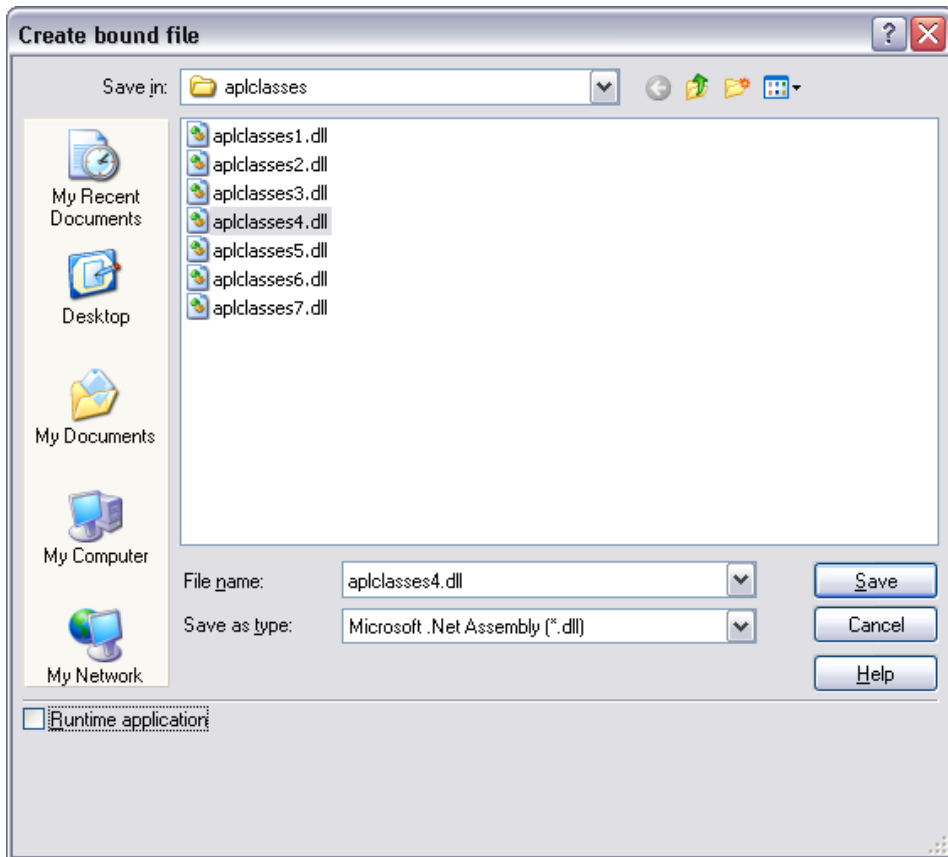 Create bound file
Save in:
aplclasses
My Recent
Documents
Desktop
My Documents
My Computer
My Network
aplclasses1.dll
aplclasses2.dll
aplclasses3.dll
aplclasses4.dll
aplclasses5.dll
aplclasses6.dll
aplclasses7.dll
File name:
aplclasses4.dll
Save
Save as type:
Microsoft .Net Assembly (*.dll)
Cancel
Help
Runtime application